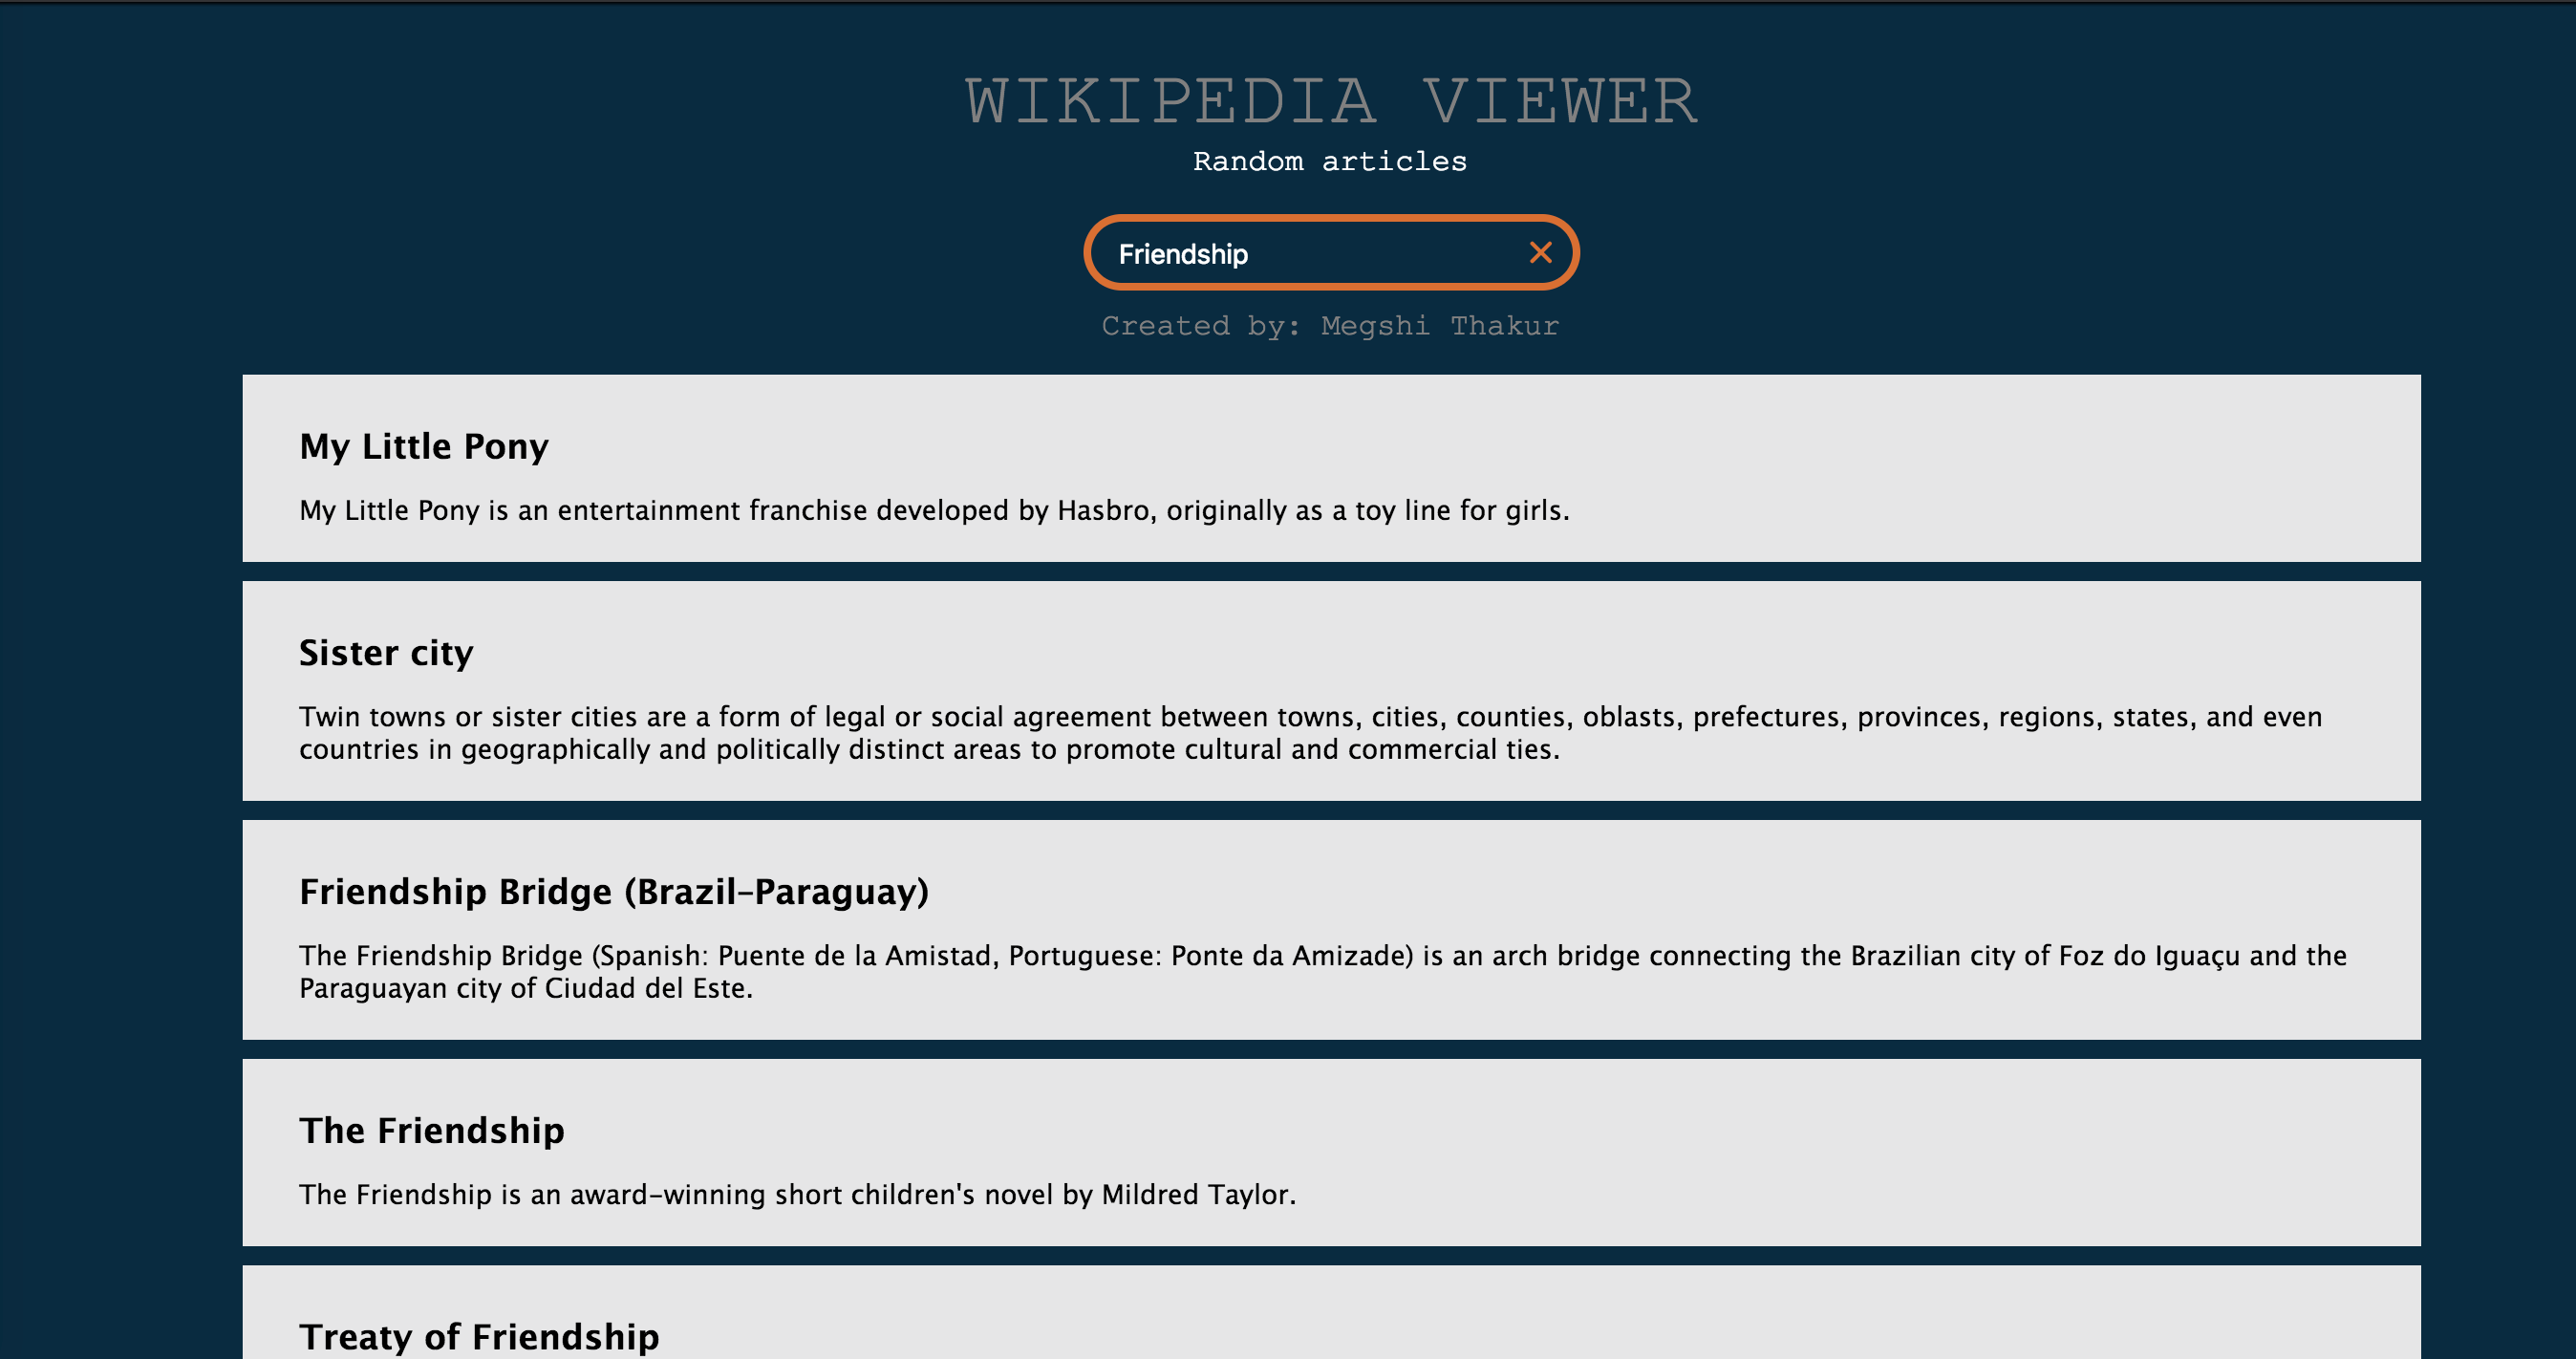 WIKIPEDIA VIEWER
Random articles
Friendship
Created by: Megshi Thakur
My Little Pony
My Little Pony is an entertainment franchise developed by Hasbro, originally as a toy line for girls.
Sister city
Twin towns or sister cities are a form of legal or social agreement between towns, cities, counties, oblasts, prefectures, provinces, regions, states, and even
countries in geographically and politically distinct areas to promote cultural and commercial ties.
Friendship Bridge (Brazil–Paraguay)
The Friendship Bridge (Spanish: Puente de la Amistad, Portuguese: Ponte da Amizade) is an arch bridge connecting the Brazilian city of Foz do Iguaçu and the
Paraguayan city of Ciudad del Este.
The Friendship
The Friendship is an award-winning short children's novel by Mildred Taylor.
Treaty of Friendship